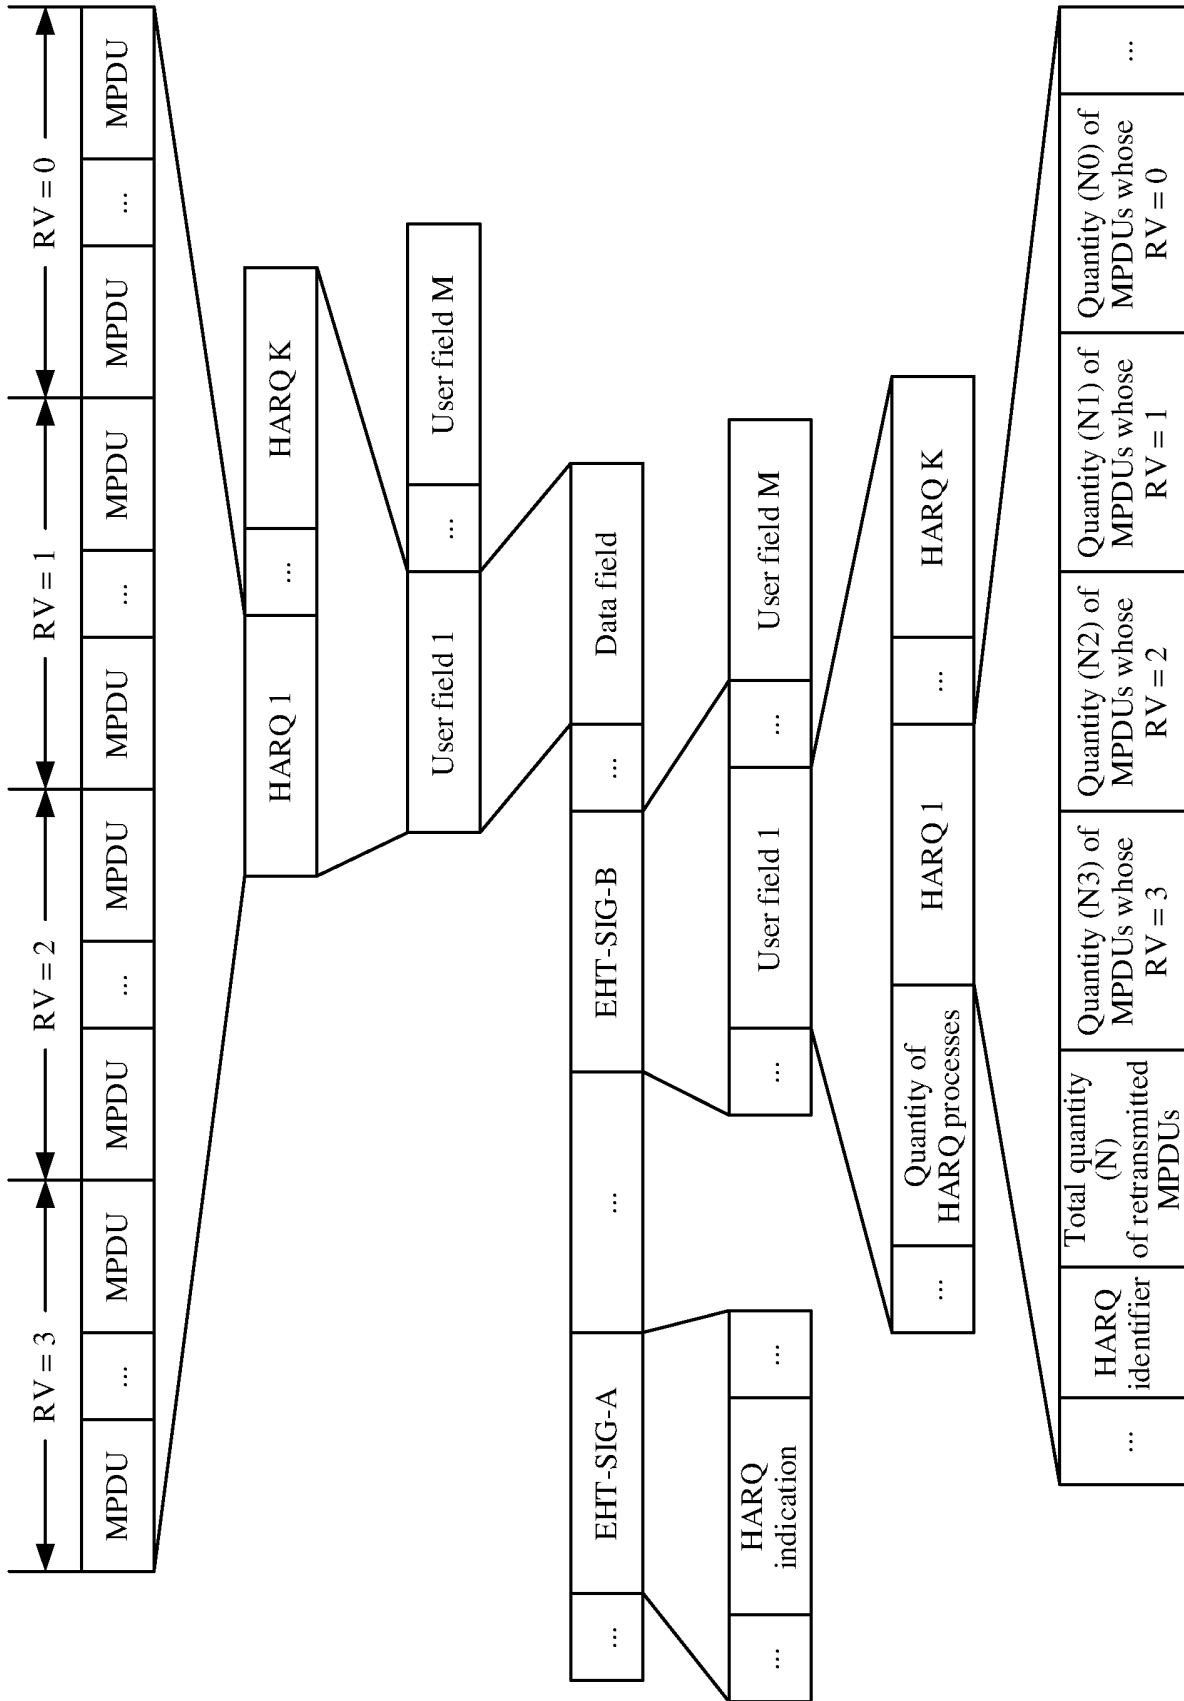 RV = 3
RV = 2
RV = 1
RV = 0
MPDU
...
MPDU
MPDU
...
MPDU
MPDU
...
MPDU
MPDU
...
MPDU
HARQ 1
...
HARQ K
User field 1
...
User field M
...
EHT-SIG-A
...
EHT-SIG-B
...
Data field
...
HARQ
indication
...
...
User field 1
...
User field M
...
Quantity of
HARQ processes
HARQ 1
...
HARQ K
...
HARQ
identifier
Total quantity
(N)
of retransmitted
MPDUs
Quantity (N3) of
MPDUs whose
RV = 3
Quantity (N2) of
MPDUs whose
RV = 2
Quantity (N1) of
MPDUs whose
RV = 1
Quantity (N0) of
MPDUs whose
RV = 0
...